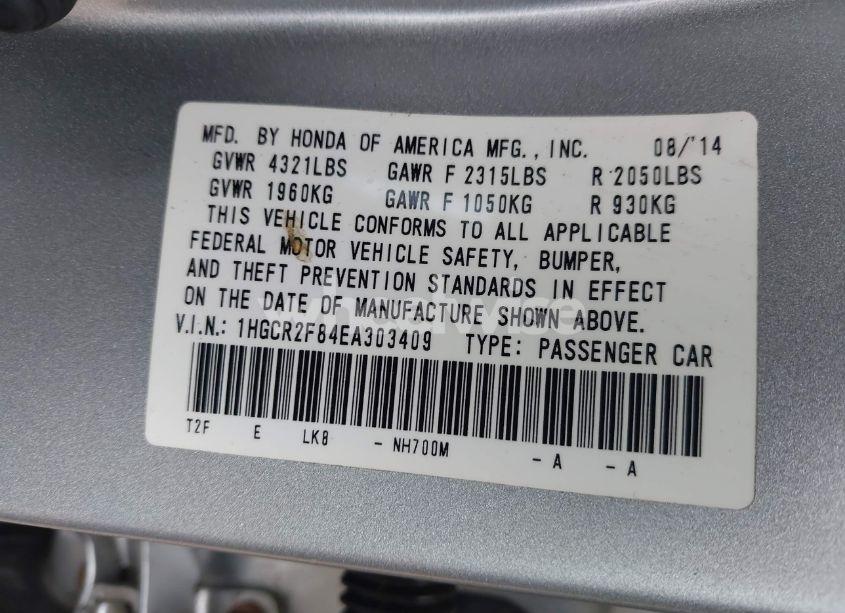 MFD. BY HONDA OF AMERICA MFG., INC. 08/'14
GVWR 4321LBS GAWR F 2315LBS R 2050LBS
GVWR 1960KG GAWR F 1050KG R 930KG
THIS VEHICLE CONFORMS TO ALL APPLICABLE
FEDERAL MOTOR VEHICLE SAFETY, BUMPER,
AND THEFT PREVENTION STANDARDS IN EFFECT
ON THE DATE OF MANUFACTURE SHOWN ABOVE.
V.I.N.: 1HGCR2F84EA303409 TYPE: PASSENGER CAR
T2F E LK8 - NH700M - A - A